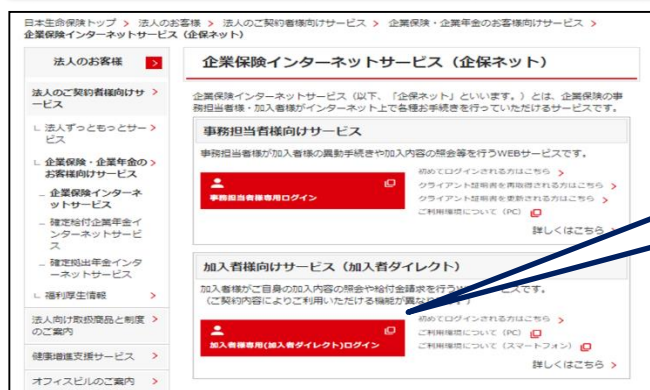 日本生命保険トップ > 法人のお客様 > 法人のご契約者様向けサービス > 企業保険・企業年金のお客様向けサービス >
企業保険インターネットサービス（企保ネット）
法人のお客様
法人のご契約者様向けサ
ービス
法人ずっともっとサー
ビス
企業保険・企業年金の
お客様向けサービス
企業保険インターネ
ットサービス
確定給付企業年金イ
ンターネットサービ
ス
確定拠出年金インタ
ーネットサービス
福利厚生情報
法人向け取扱商品と制度
のご案内
健康増進支援サービス
オフィスビルのご案内
企業保険インターネットサービス（企保ネット）
企業保険インターネットサービス（以下、「企保ネット」といいます。）とは、企業保険の事
務担当者様・加入者様がインターネット上で各種お手続きを行っていただけるサービスです。
事務担当者様向けサービス
事務担当者様が加入者様の異動手続きや加入内容の照会等を行うWEBサービスです。
事務担当者様専用ログイン
初めてログインされる方はこちら >
クライアント証明書を再取得される方はこちら >
クライアント証明書を更新される方はこちら >
ご利用環境について（PC）
詳しくはこちら >
加入者様向けサービス（加入者ダイレクト）
加入者様がご自身の加入内容の照会や給付金請求を行う
ービスです。
（ご契約内容によりご利用いただける機能が異な
加入者様専用(加入者ダイレクト)ログイン
初めてログインされる方はこちら >
ご利用環境について（PC）
ご利用環境について（スマートフォン）
詳しくはこちら >